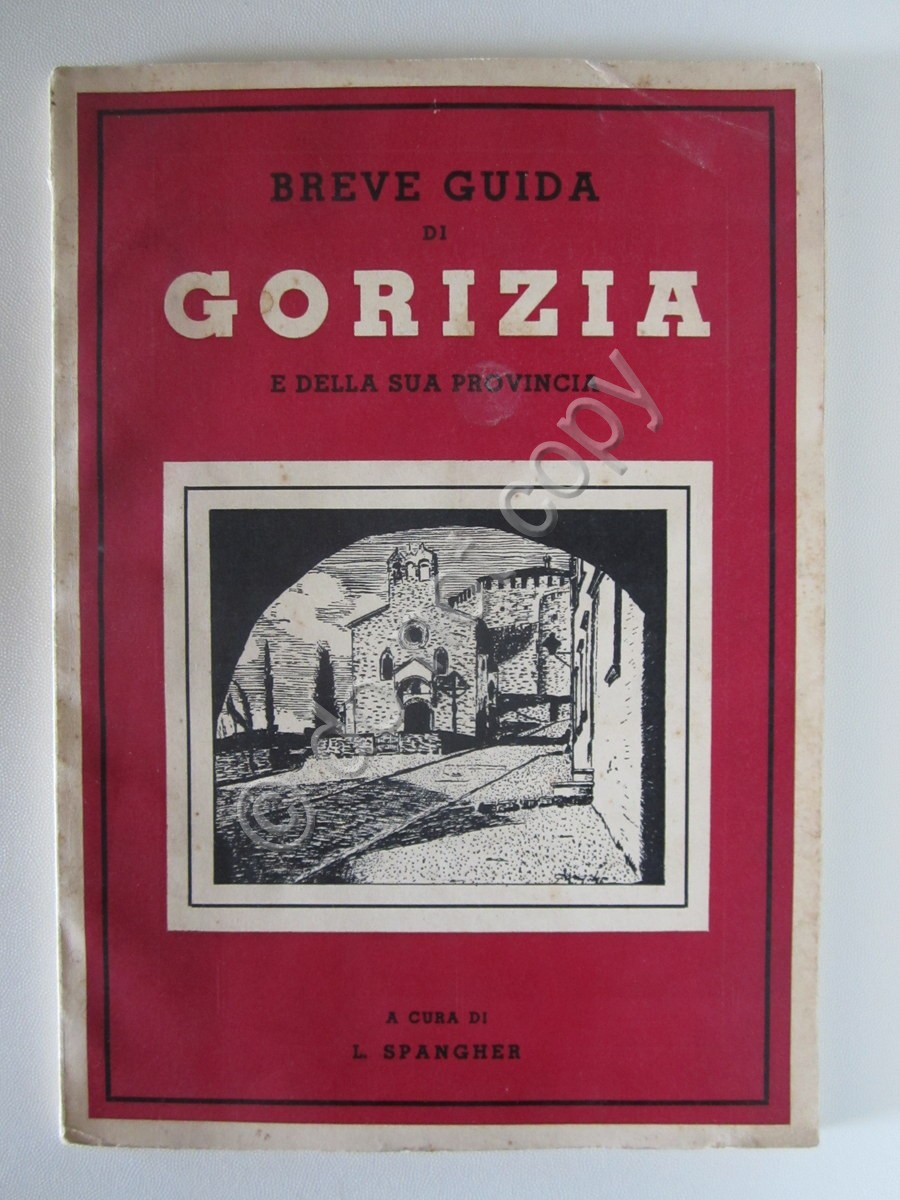 BREVE GUIDA
DI
GORIZIA
E DELLA SUA PROVINCIA
A CURA DI
L. SPANGHER